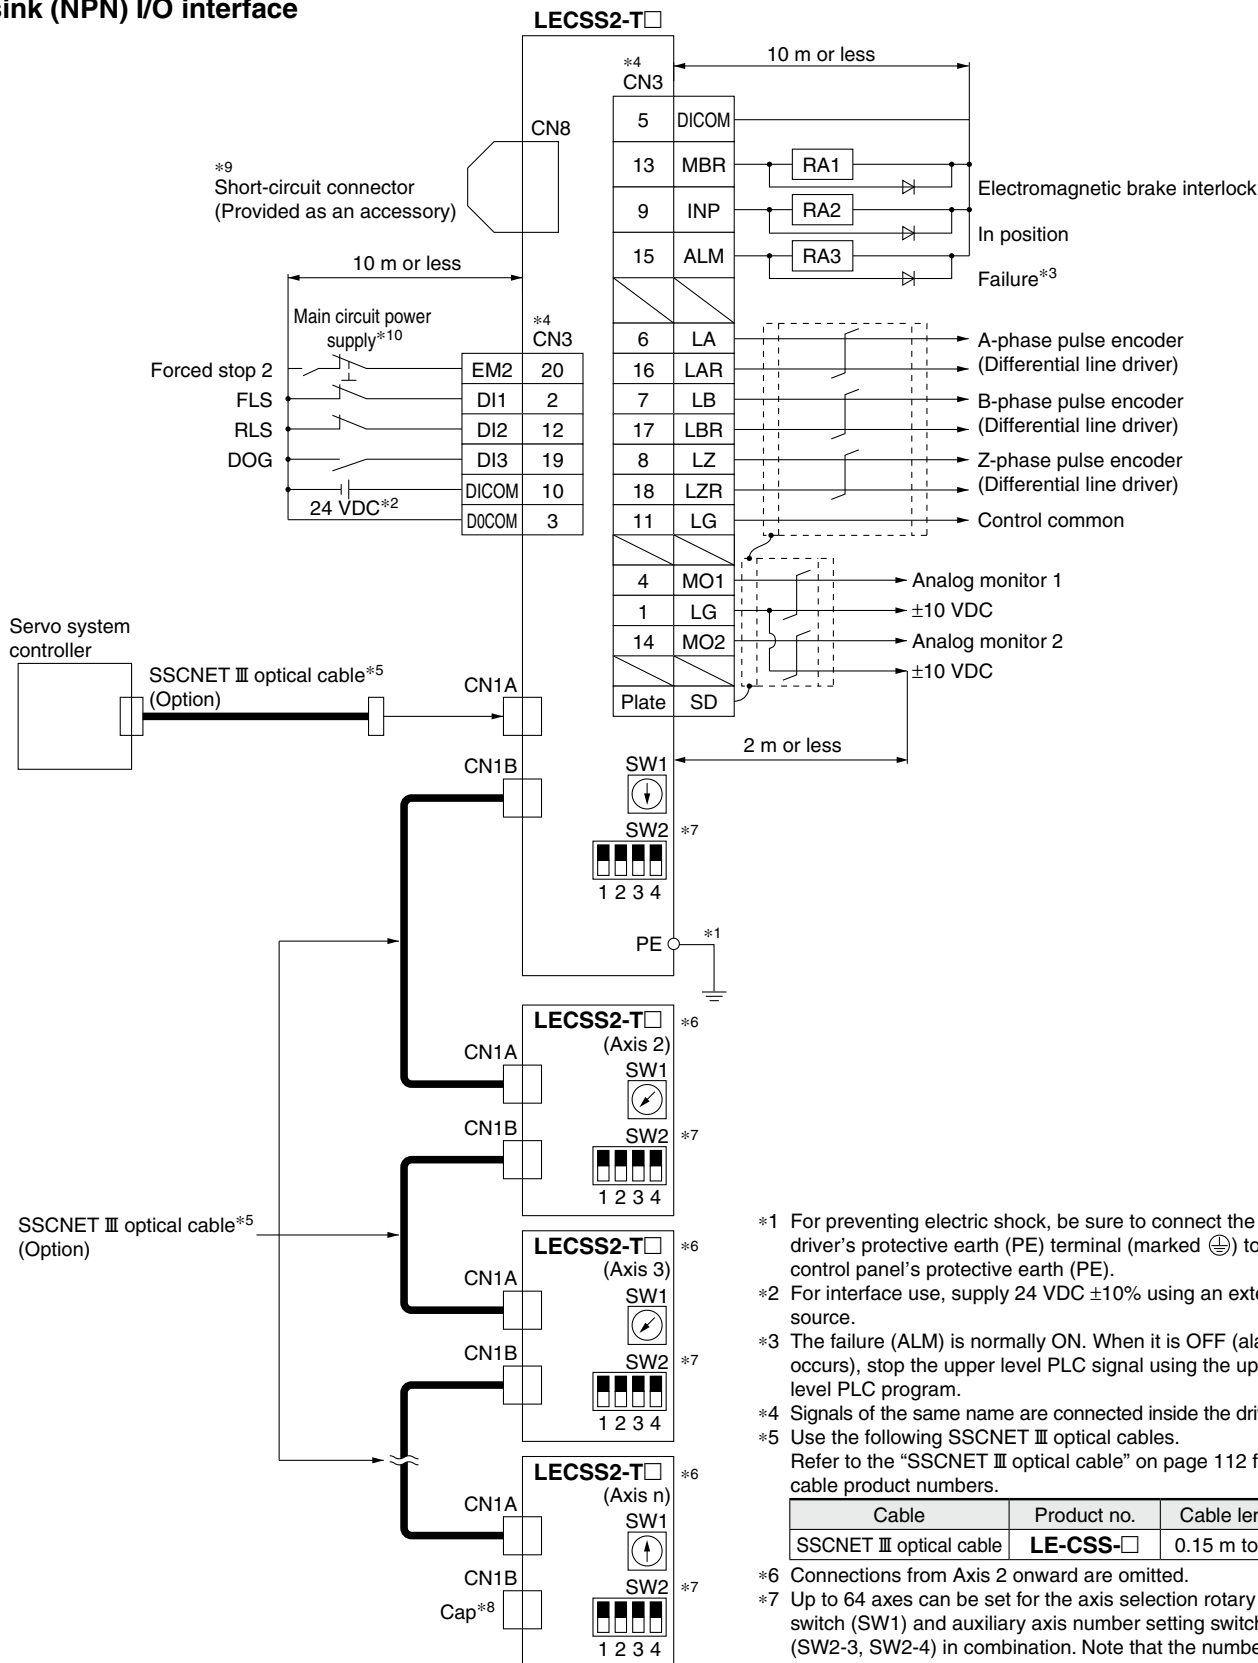 sink (NPN) I/O interface
LECSS2-T□
*4
CN3
10 m or less
5 DICOM
13 MBR RA1
Electromagnetic brake interlock
9 INP RA2
In position
15 ALM RA3
Failure*3
CN8
*9
Short-circuit connector
(Provided as an accessory)
10 m or less
Main circuit power
supply*10
*4
CN3
Forced stop 2 EM2 20
FLS DI1 2
RLS DI2 12
DOG DI3 19
DICOM 10
24 VDC*2
D0COM 3
6 LA A-phase pulse encoder
16 LAR (Differential line driver)
7 LB B-phase pulse encoder
17 LBR (Differential line driver)
8 LZ Z-phase pulse encoder
18 LZR (Differential line driver)
11 LG Control common
4 MO1 Analog monitor 1
1 LG ±10 VDC
14 MO2 Analog monitor 2
±10 VDC
Plate SD
2 m or less
Servo system
controller
SSCNET Ⅲ optical cable*5
(Option)
CN1A
CN1B
SW1
SW2 *7
1 2 3 4
PE *1
LECSS2-T□ *6
(Axis 2)
CN1A
SW1
CN1B
SW2 *7
1 2 3 4
SSCNET Ⅲ optical cable*5
(Option)
LECSS2-T□ *6
(Axis 3)
CN1A
SW1
CN1B
SW2 *7
1 2 3 4
LECSS2-T□ *6
(Axis n)
CN1A
SW1
CN1B
Cap*8
SW2 *7
1 2 3 4
*1 For preventing electric shock, be sure to connect the
driver's protective earth (PE) terminal (marked ⏚) to
control panel's protective earth (PE).
*2 For interface use, supply 24 VDC ±10% using an exte
source.
*3 The failure (ALM) is normally ON. When it is OFF (ala
occurs), stop the upper level PLC signal using the up
level PLC program.
*4 Signals of the same name are connected inside the dri
*5 Use the following SSCNET Ⅲ optical cables.
Refer to the “SSCNET Ⅲ optical cable” on page 112 f
cable product numbers.
Cable Product no. Cable len
SSCNET Ⅲ optical cable LE-CSS-□ 0.15 m to
*6 Connections from Axis 2 onward are omitted.
*7 Up to 64 axes can be set for the axis selection rotary
switch (SW1) and auxiliary axis number setting switch
(SW2-3, SW2-4) in combination. Note that the numbe